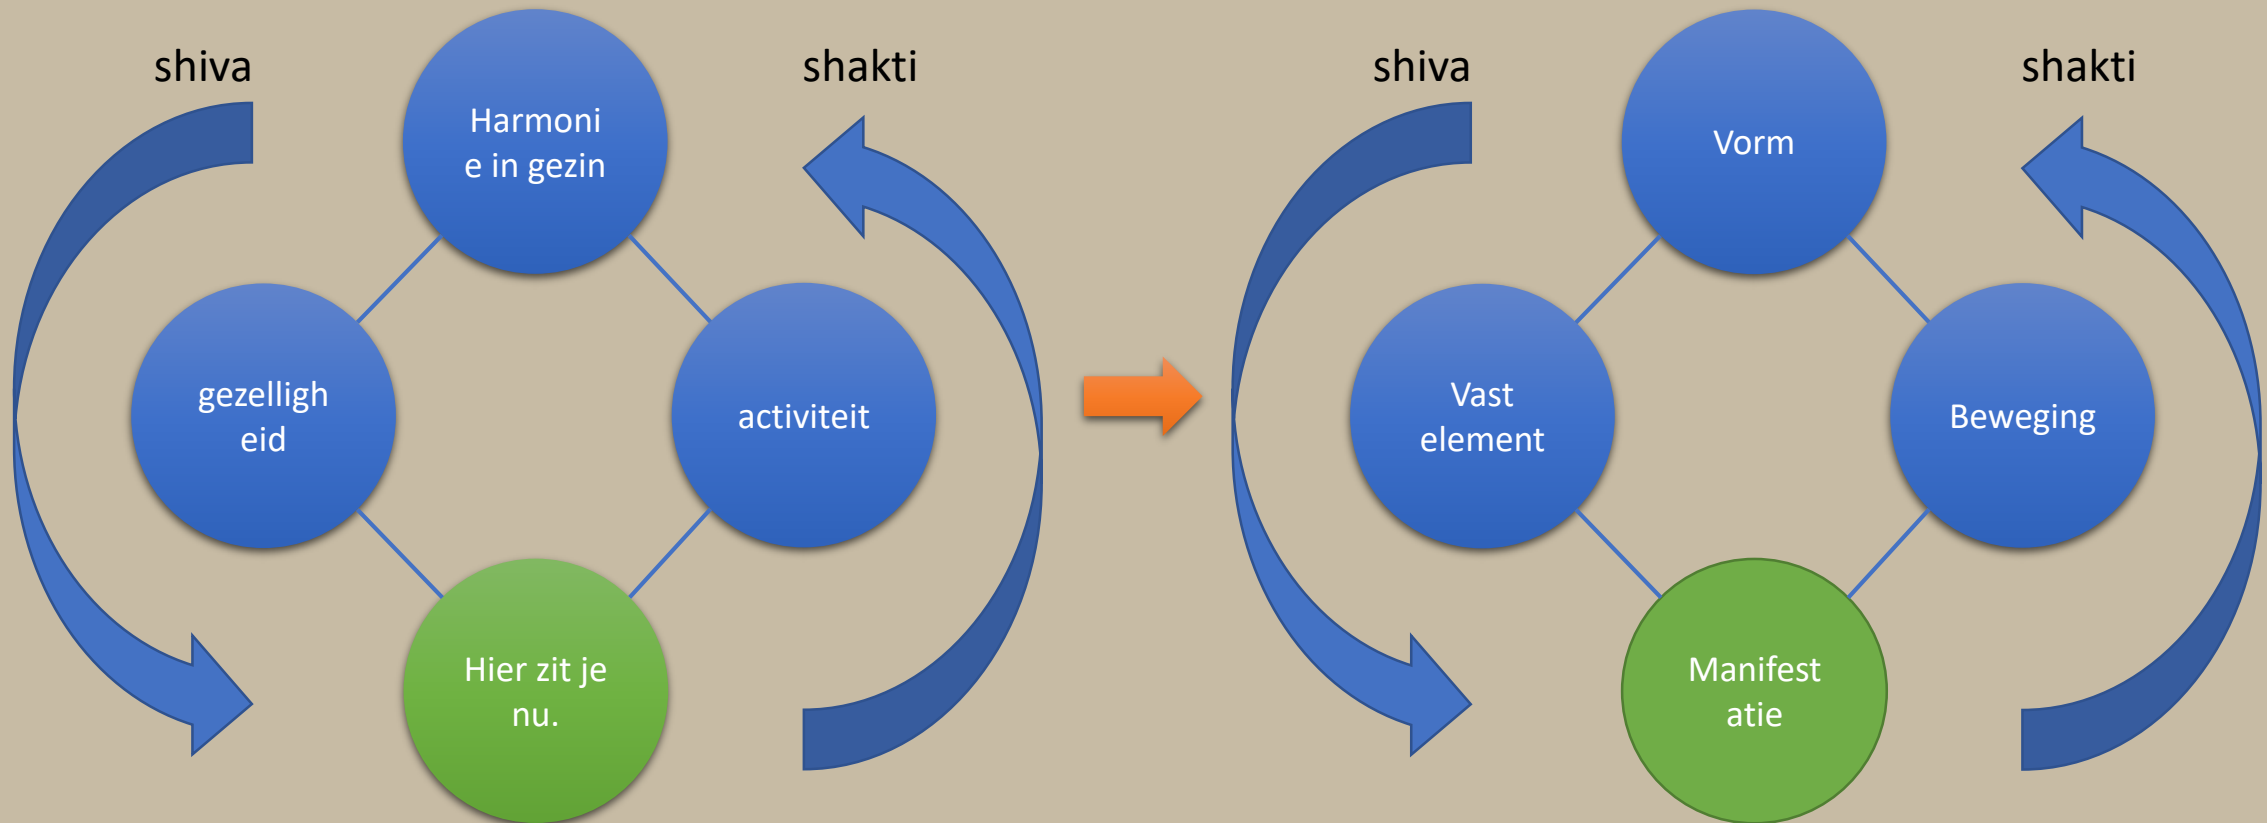 shiva
shakti
Harmoni
e in gezin
gezelligh
eid
activiteit
Hier zit je
nu.
shiva
shakti
Vorm
Vast
element
Beweging
Manifest
atie